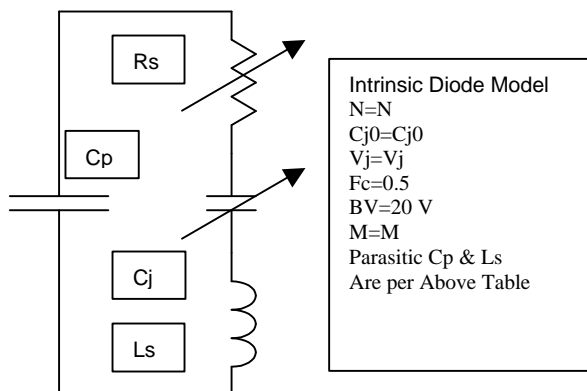 Rs
Cp
Cj
Ls
Intrinsic Diode Model
N=N
Cj0=Cj0
Vj=Vj
Fc=0.5
BV=20 V
M=M
Parasitic Cp & Ls
Are per Above Table